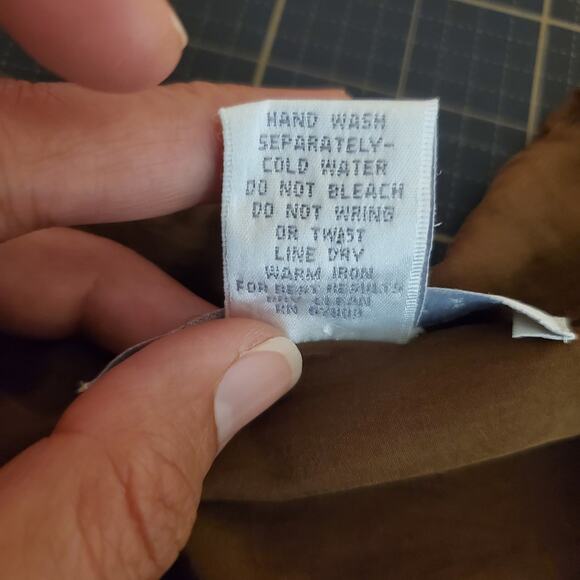 HAND WASH
SEPARATELY-
COLD WATER
DO NOT BLEACH
DO NOT WRING
OR TWIST
LINE DRY
WARM IRON
FOR BEST RESULTS
DRY CLEAN
RN